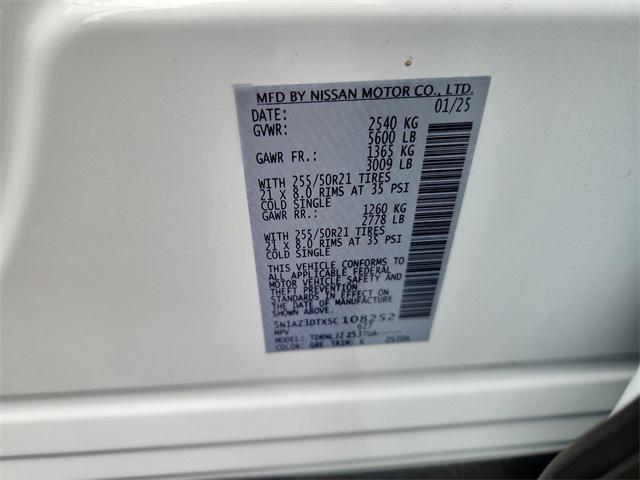 MFD BY NISSAN MOTOR CO., LTD.
DATE: 01/25
GVWR: 2540 KG
5600 LB
GAWR FR.: 1365 KG
3009 LB
WITH 255/50R21 TIRES
21 X 8.0 RIMS AT 35 PSI
COLD SINGLE
GAWR RR.: 1260 KG
2778 LB
WITH 255/50R21 TIRES
21 X 8.0 RIMS AT 35 PSI
COLD SINGLE
THIS VEHICLE CONFORMS TO
ALL APPLICABLE FEDERAL
MOTOR VEHICLE SAFETY AND
THEFT PREVENTION
STANDARDS IN EFFECT ON
THE DATE OF MANUFACTURE
SHOWN ABOVE.
5N1AZ3DTXSC108252
MPV 627
MODEL:
COLOR: QBE TRIM: K